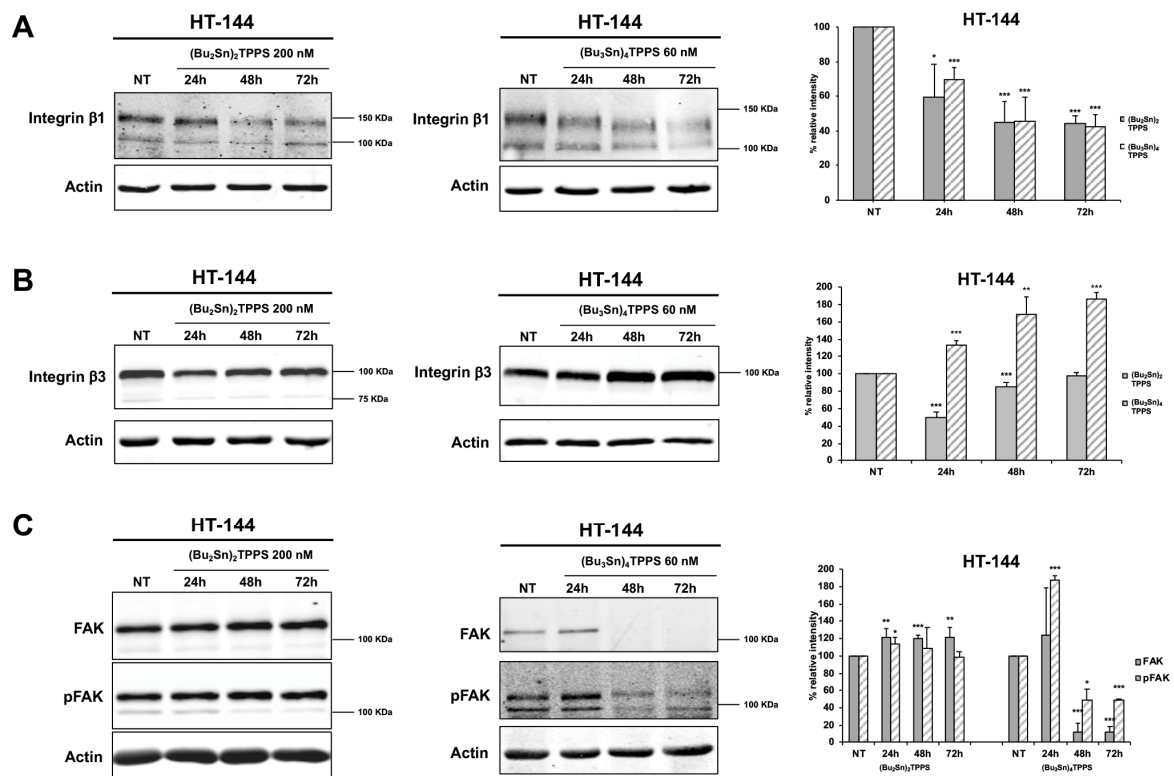 A
HT-144
(Bu₂Sn)₂TPPS 200 nM
NT 24h 48h 72h
Integrin β1
150 KDa
100 KDa
Actin
HT-144
(Bu₃Sn)₄TPPS 60 nM
NT 24h 48h 72h
Integrin β1
150 KDa
100 KDa
Actin
HT-144
% relative intensity
100
80
60
40
20
0
* *** *** *** *** ***
NT 24h 48h 72h
(Bu₂Sn)₂
TPPS
(Bu₃Sn)₄
TPPS
B
HT-144
(Bu₂Sn)₂TPPS 200 nM
NT 24h 48h 72h
Integrin β3
100 KDa
75 KDa
Actin
HT-144
(Bu₃Sn)₄TPPS 60 nM
NT 24h 48h 72h
Integrin β3
100 KDa
Actin
HT-144
% relative intensity
200
180
160
140
120
100
80
60
40
20
0
*** *** *** ** ***
NT 24h 48h 72h
(Bu₂Sn)₂
TPPS
(Bu₃Sn)₄
TPPS
C
HT-144
(Bu₂Sn)₂TPPS 200 nM
NT 24h 48h 72h
FAK
100 KDa
pFAK
100 KDa
Actin
HT-144
(Bu₃Sn)₄TPPS 60 nM
NT 24h 48h 72h
FAK
100 KDa
pFAK
100 KDa
Actin
HT-144
% relative intensity
200
180
160
140
120
100
80
60
40
20
0
** * *** ** *** *** * *** ***
NT 24h 48h 72h NT 24h 48h 72h
(Bu₂Sn)₂TPPS (Bu₃Sn)₄TPPS
FAK
pFAK